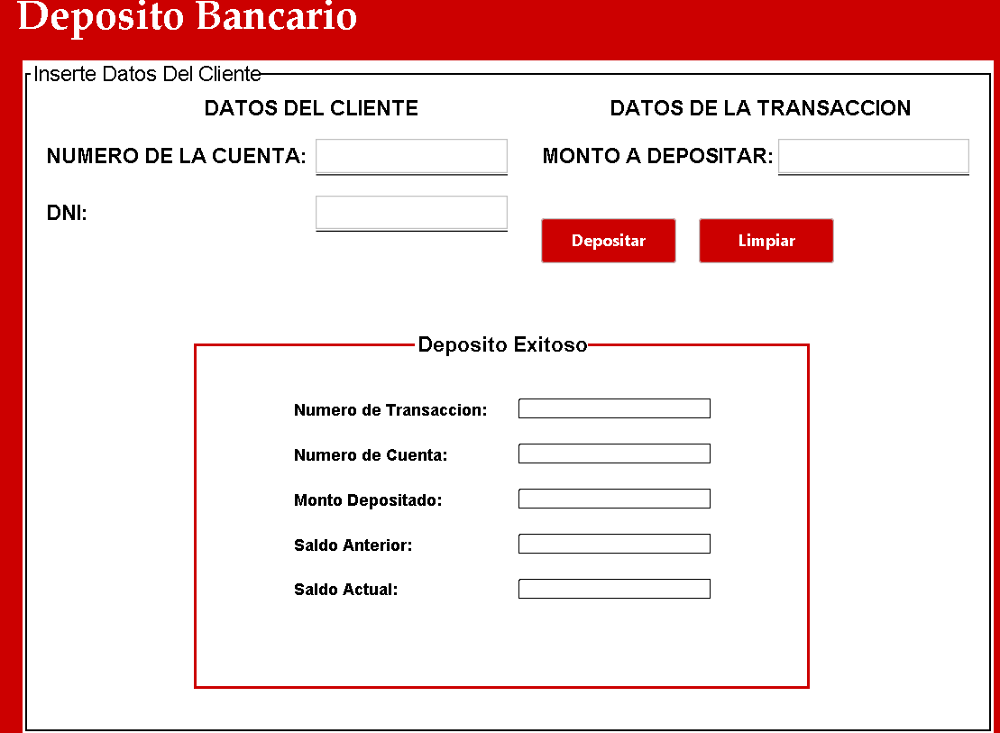 Deposito Bancario
Inserte Datos Del Cliente
DATOS DEL CLIENTE
DATOS DE LA TRANSACCION
NUMERO DE LA CUENTA:
MONTO A DEPOSITAR:
DNI:
Depositar
Limpiar
Deposito Exitoso
Numero de Transaccion:
Numero de Cuenta:
Monto Depositado:
Saldo Anterior:
Saldo Actual: